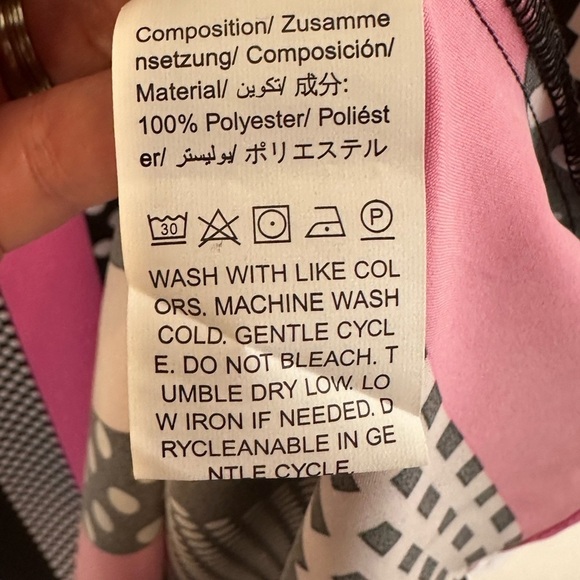 Composition/ Zusamme
nsetzung/ Composición/
Material/ تكوين/ 成分:
100% Polyester/ Poliést
er/ بوليستر/ ポリエステル
30 P
WASH WITH LIKE COL
ORS. MACHINE WASH
COLD. GENTLE CYCL
E. DO NOT BLEACH. T
UMBLE DRY LOW. LO
W IRON IF NEEDED. D
RYCLEANABLE IN GE
NTLE CYCLE.